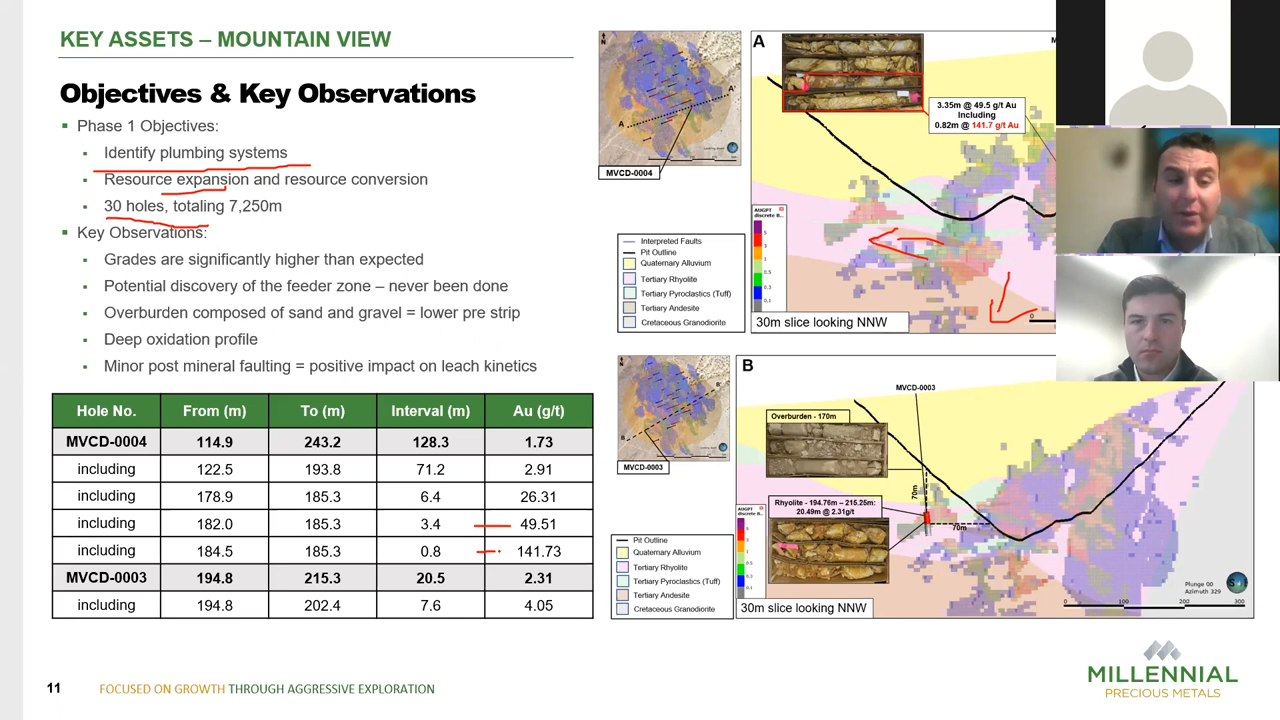 KEY ASSETS – MOUNTAIN VIEW
Objectives & Key Observations
Phase 1 Objectives:
Identify plumbing systems
Resource expansion and resource conversion
30 holes, totaling 7,250m
Key Observations:
Grades are significantly higher than expected
Potential discovery of the feeder zone – never been done
Overburden composed of sand and gravel = lower pre strip
Deep oxidation profile
Minor post mineral faulting = positive impact on leach kinetics
Hole No. From (m) To (m) Interval (m) Au (g/t)
MVCD-0004 114.9 243.2 128.3 1.73
including 122.5 193.8 71.2 2.91
including 178.9 185.3 6.4 26.31
including 182.0 185.3 3.4 49.51
including 184.5 185.3 0.8 141.73
MVCD-0003 194.8 215.3 20.5 2.31
including 194.8 202.4 7.6 4.05
N
A
A'
MVCD-0004
Interpreted Faults
Pit Outline
Quaternary Alluvium
Tertiary Rhyolite
Tertiary Pyroclastics (Tuff)
Tertiary Andesite
Cretaceous Granodiorite
A
3.35m @ 49.5 g/t Au
Including
0.82m @ 141.7 g/t Au
30m slice looking NNW
0
N
B
B'
MVCD-0003
Pit Outline
Quaternary Alluvium
Tertiary Rhyolite
Tertiary Pyroclastics (Tuff)
Tertiary Andesite
Cretaceous Granodiorite
B
MVCD-0003
Overburden - 170m
70m
Rhyolite - 194.76m – 215.25m:
20.49m @ 2.31g/t
70m
30m slice looking NNW
Plunge 00
Azimuth 329
0 100 200 300
11
FOCUSED ON GROWTH THROUGH AGGRESSIVE EXPLORATION
MILLENNIAL
PRECIOUS METALS